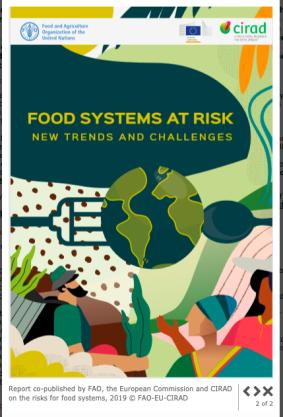 Food and Agriculture
Organization of the
United Nations
cirad
FOOD SYSTEMS AT RISK
NEW TRENDS AND CHALLENGES
Report co-published by FAO, the European Commission and CIRAD
on the risks for food systems, 2019 © FAO-EU-CIRAD
2 of 2